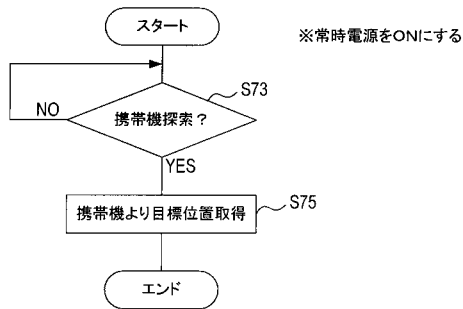 スタート
※常時電源をONにする
S73
NO
携帯機探索？
YES
S75
携帯機より目標位置取得
エンド